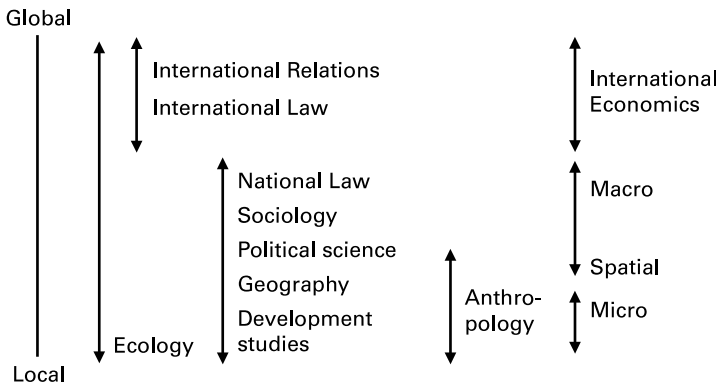 Global
International Relations
International Law
International
Economics
National Law
Sociology
Political science
Geography
Development
studies
Anthro-
pology
Macro
Spatial
Micro
Ecology
Local